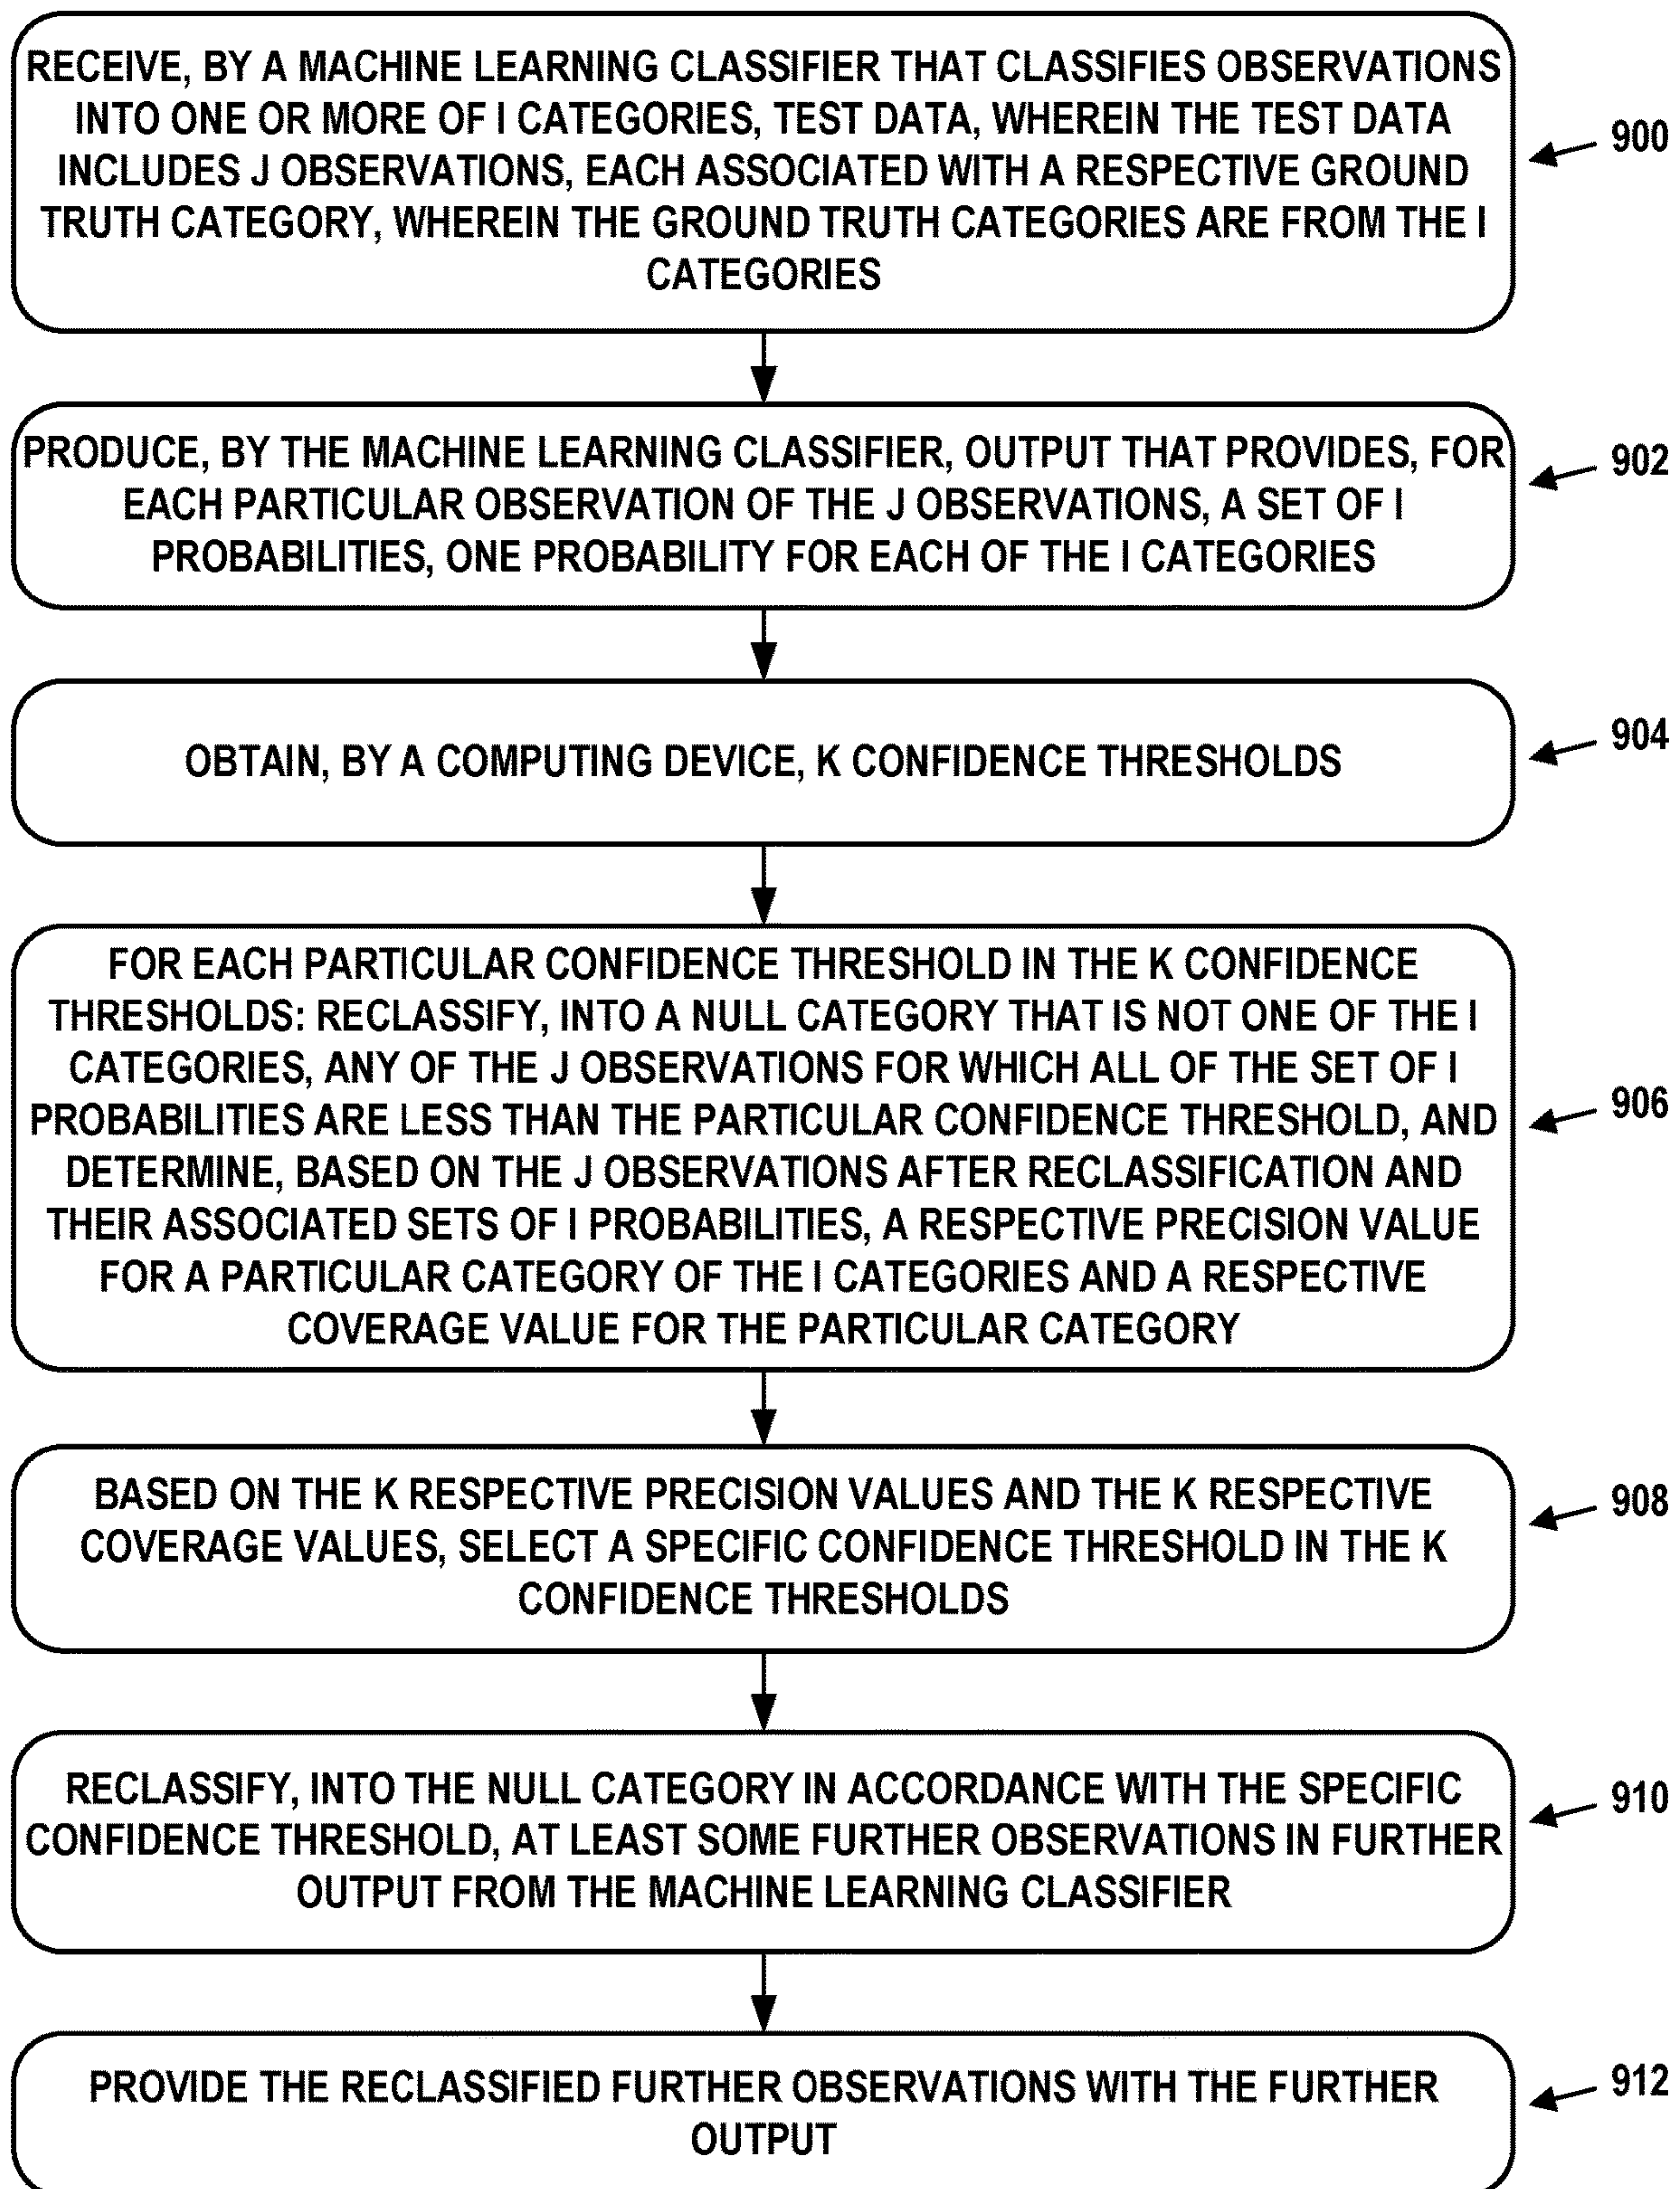 RECEIVE, BY A MACHINE LEARNING CLASSIFIER THAT CLASSIFIES OBSERVATIONS
INTO ONE OR MORE OF I CATEGORIES, TEST DATA, WHEREIN THE TEST DATA
INCLUDES J OBSERVATIONS, EACH ASSOCIATED WITH A RESPECTIVE GROUND
TRUTH CATEGORY, WHEREIN THE GROUND TRUTH CATEGORIES ARE FROM THE I
CATEGORIES
900
PRODUCE, BY THE MACHINE LEARNING CLASSIFIER, OUTPUT THAT PROVIDES, FOR
EACH PARTICULAR OBSERVATION OF THE J OBSERVATIONS, A SET OF I
PROBABILITIES, ONE PROBABILITY FOR EACH OF THE I CATEGORIES
902
OBTAIN, BY A COMPUTING DEVICE, K CONFIDENCE THRESHOLDS
904
FOR EACH PARTICULAR CONFIDENCE THRESHOLD IN THE K CONFIDENCE
THRESHOLDS: RECLASSIFY, INTO A NULL CATEGORY THAT IS NOT ONE OF THE I
CATEGORIES, ANY OF THE J OBSERVATIONS FOR WHICH ALL OF THE SET OF I
PROBABILITIES ARE LESS THAN THE PARTICULAR CONFIDENCE THRESHOLD, AND
DETERMINE, BASED ON THE J OBSERVATIONS AFTER RECLASSIFICATION AND
THEIR ASSOCIATED SETS OF I PROBABILITIES, A RESPECTIVE PRECISION VALUE
FOR A PARTICULAR CATEGORY OF THE I CATEGORIES AND A RESPECTIVE
COVERAGE VALUE FOR THE PARTICULAR CATEGORY
906
BASED ON THE K RESPECTIVE PRECISION VALUES AND THE K RESPECTIVE
COVERAGE VALUES, SELECT A SPECIFIC CONFIDENCE THRESHOLD IN THE K
CONFIDENCE THRESHOLDS
908
RECLASSIFY, INTO THE NULL CATEGORY IN ACCORDANCE WITH THE SPECIFIC
CONFIDENCE THRESHOLD, AT LEAST SOME FURTHER OBSERVATIONS IN FURTHER
OUTPUT FROM THE MACHINE LEARNING CLASSIFIER
910
PROVIDE THE RECLASSIFIED FURTHER OBSERVATIONS WITH THE FURTHER
OUTPUT
912